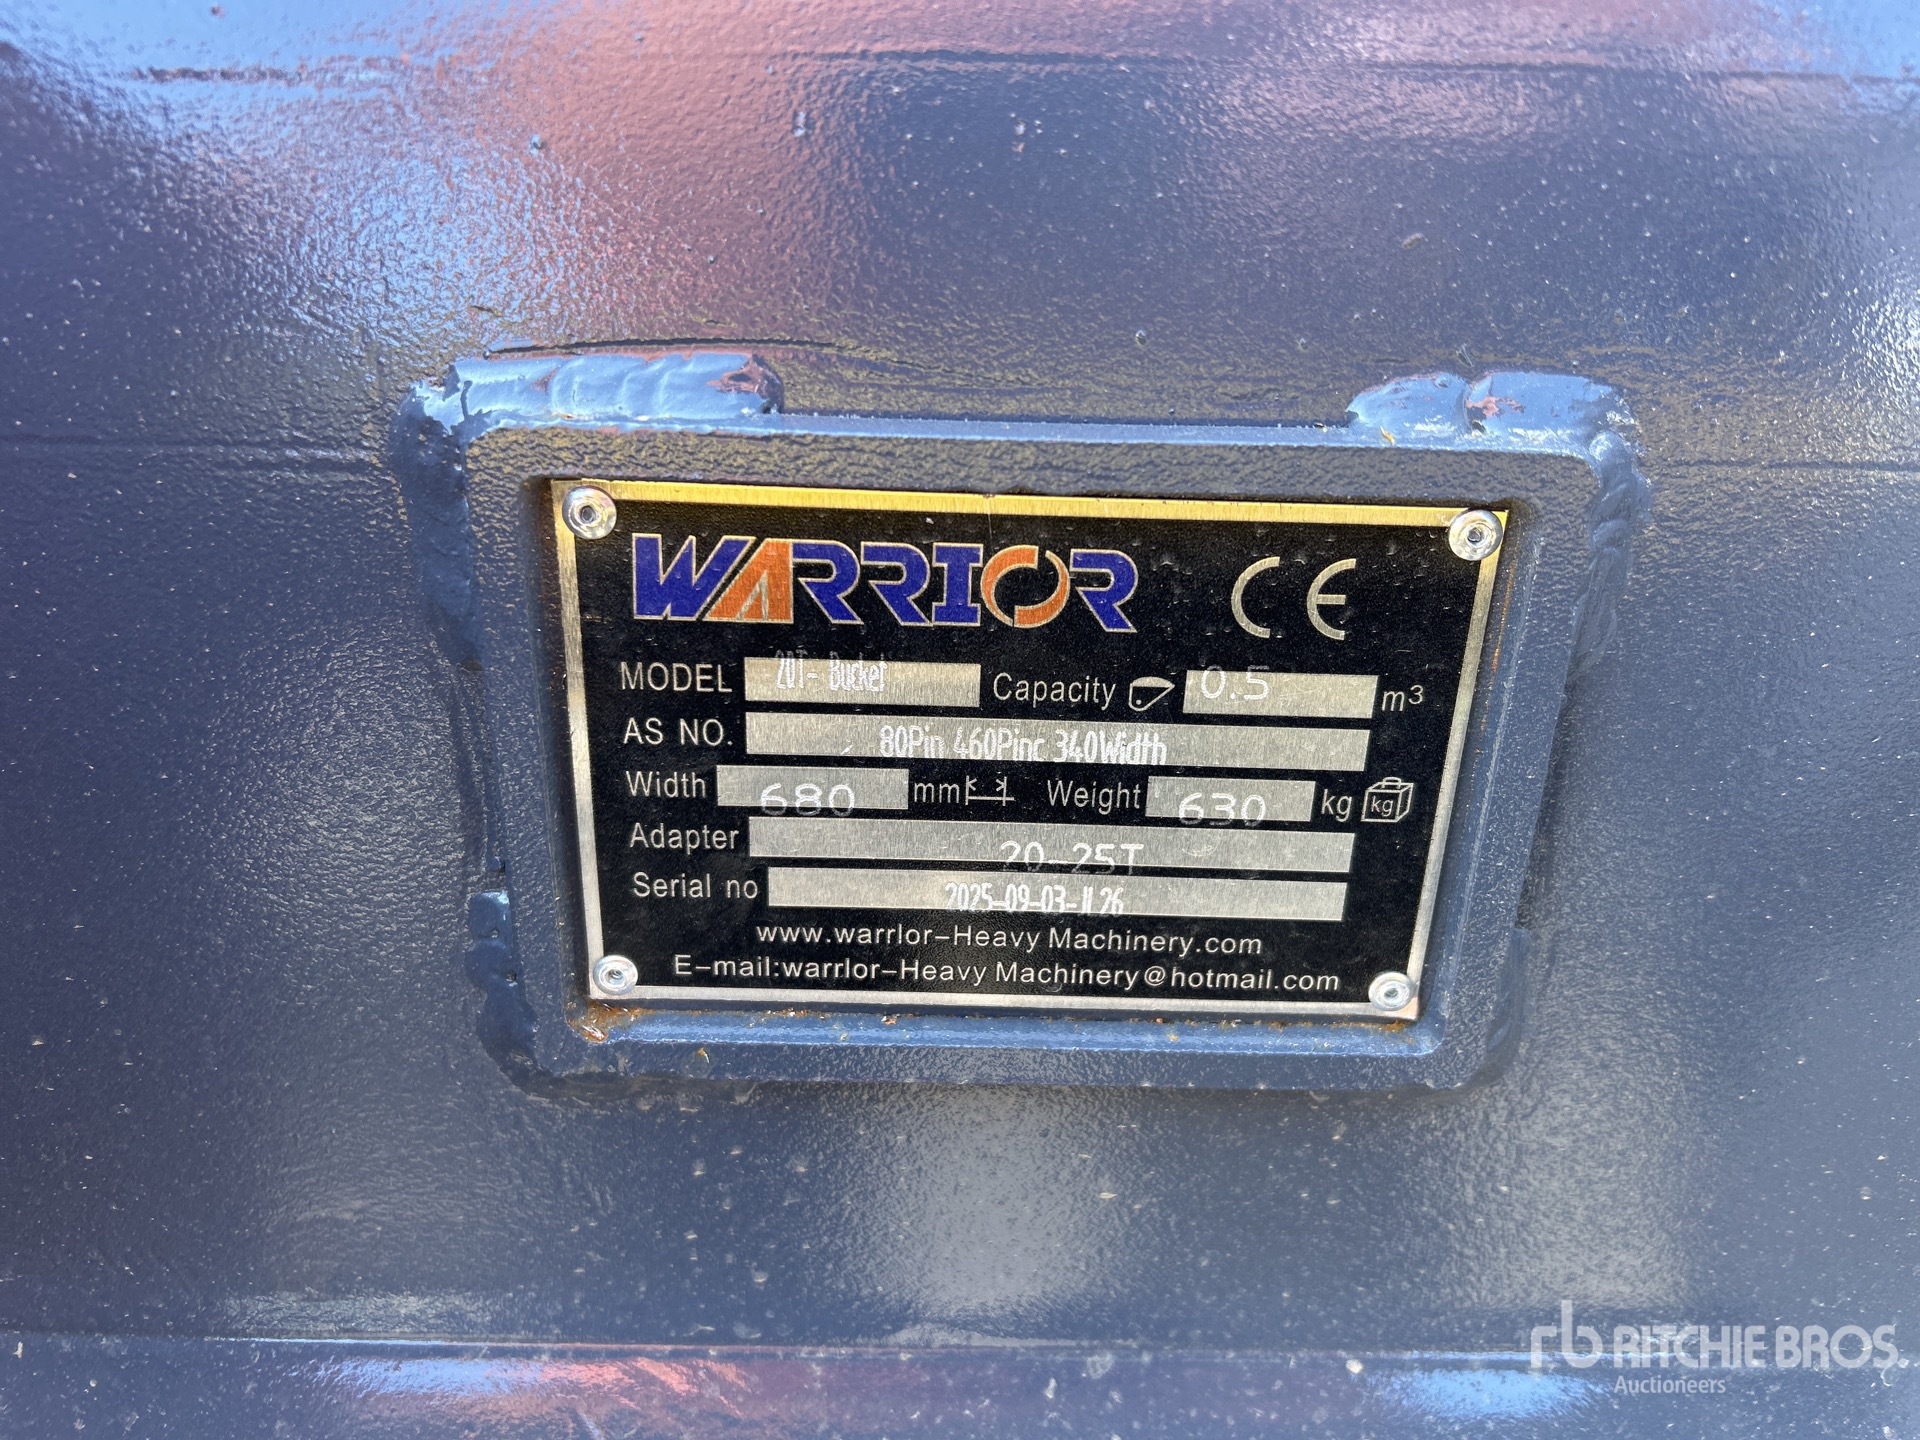 WARRIOR CE
MODEL 20T- Bucket Capacity 0.5 m³
AS NO. 80Pin 460Pinc 340Width
Width 680 mm Weight 630 kg kg
Adapter 20-25T
Serial no 2025-09-03-JL26
www.warrlor-Heavy Machinery.com
E-mail:warrlor-Heavy Machinery@hotmail.com
rb RITCHIE BROS.
Auctioneers